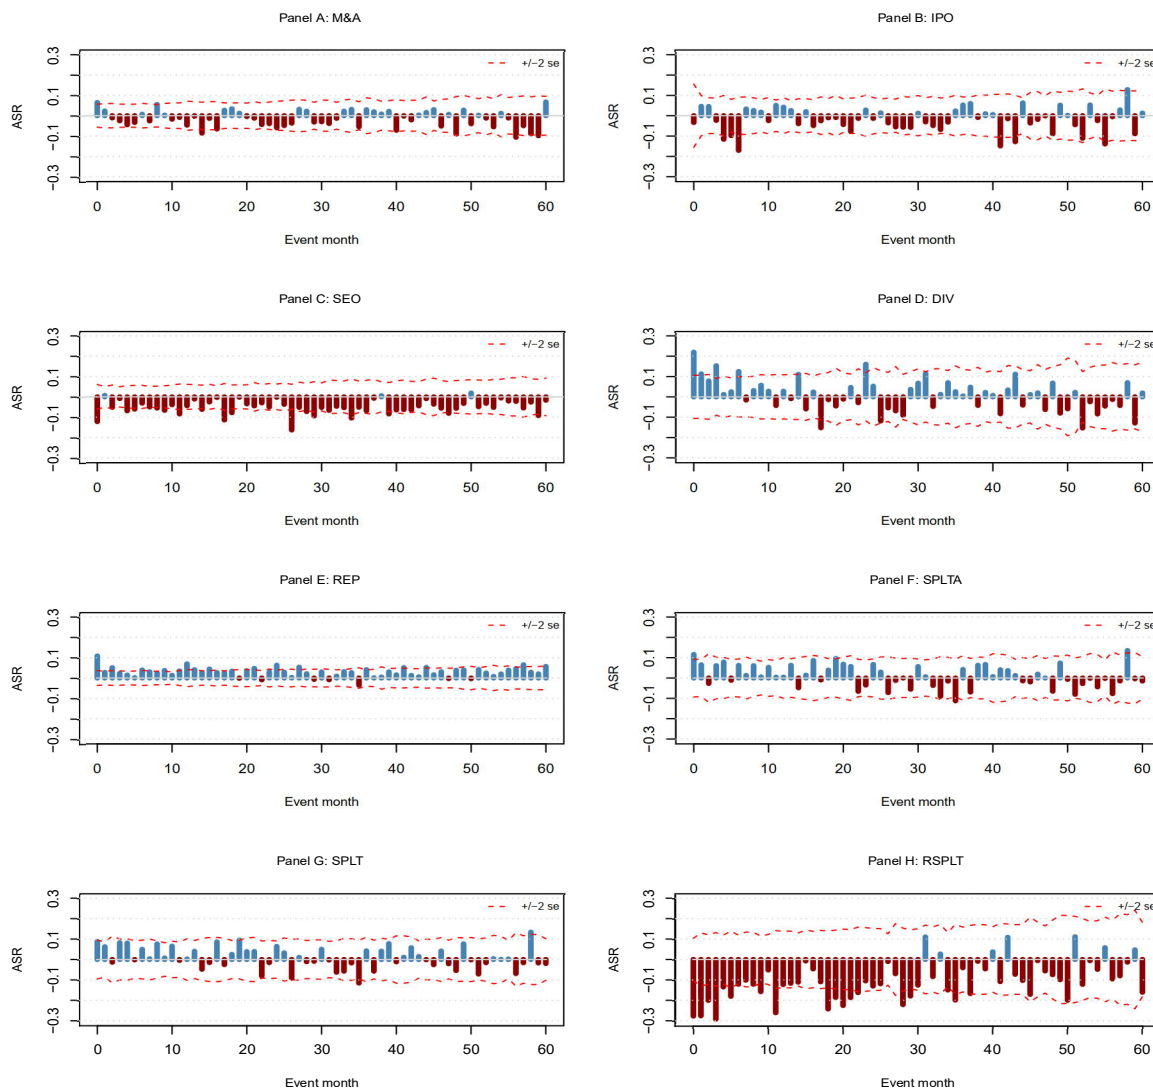 Panel A: M&A
+/−2 se
ASR
0.3
0.1
−0.1
−0.3
0 10 20 30 40 50 60
Event month
Panel B: IPO
+/−2 se
ASR
0.3
0.1
−0.1
−0.3
0 10 20 30 40 50 60
Event month
Panel C: SEO
+/−2 se
ASR
0.3
0.1
−0.1
−0.3
0 10 20 30 40 50 60
Event month
Panel D: DIV
+/−2 se
ASR
0.3
0.1
−0.1
−0.3
0 10 20 30 40 50 60
Event month
Panel E: REP
+/−2 se
ASR
0.3
0.1
−0.1
−0.3
0 10 20 30 40 50 60
Event month
Panel F: SPLTA
+/−2 se
ASR
0.3
0.1
−0.1
−0.3
0 10 20 30 40 50 60
Event month
Panel G: SPLT
+/−2 se
ASR
0.3
0.1
−0.1
−0.3
0 10 20 30 40 50 60
Event month
Panel H: RSPLT
+/−2 se
ASR
0.3
0.1
−0.1
−0.3
0 10 20 30 40 50 60
Event month